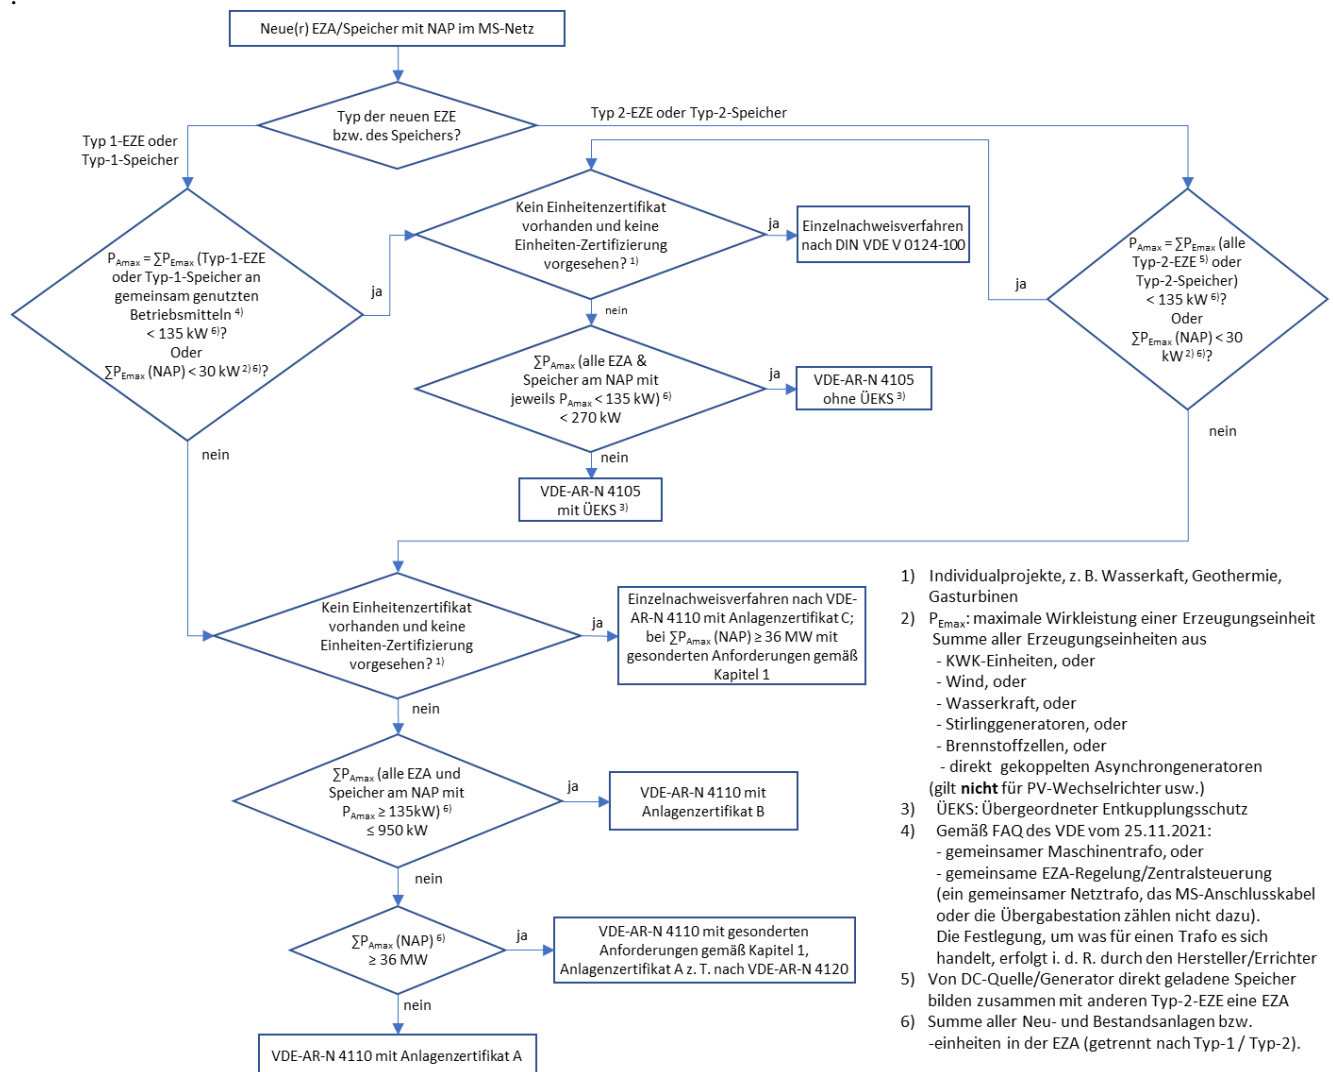 .
Neue(r) EZA/Speicher mit NAP im MS-Netz
Typ der neuen EZE
bzw. des Speichers?
Typ 2-EZE oder Typ-2-Speicher
Typ 1-EZE oder
Typ-1-Speicher
Kein Einheitenzertifikat
vorhanden und keine
Einheiten-Zertifizierung
vorgesehen? 1)
ja
Einzelnachweisverfahren
nach DIN VDE V 0124-100
nein
P_Amax = ∑P_Emax (Typ-1-EZE
oder Typ-1-Speicher an
gemeinsam genutzten
Betriebsmitteln 4)
< 135 kW 6)?
Oder
∑P_Emax (NAP) < 30 kW 2) 6)?
ja
nein
P_Amax = ∑P_Emax (alle
Typ-2-EZE 5) oder
Typ-2-Speicher)
< 135 kW 6)?
Oder
∑P_Emax (NAP) < 30
kW 2) 6)?
ja
nein
∑P_Amax (alle EZA &
Speicher am NAP mit
jeweils P_Amax < 135 kW) 6)
< 270 kW
ja
VDE-AR-N 4105
ohne ÜEKS 3)
nein
VDE-AR-N 4105
mit ÜEKS 3)
Kein Einheitenzertifikat
vorhanden und keine
Einheiten-Zertifizierung
vorgesehen? 1)
ja
Einzelnachweisverfahren nach VDE-
AR-N 4110 mit Anlagenzertifikat C;
bei ∑P_Amax (NAP) ≥ 36 MW mit
gesonderten Anforderungen gemäß
Kapitel 1
nein
∑P_Amax (alle EZA und
Speicher am NAP mit
P_Amax ≥ 135kW) 6)
≤ 950 kW
ja
VDE-AR-N 4110 mit
Anlagenzertifikat B
nein
∑P_Amax (NAP) 6)
≥ 36 MW
ja
VDE-AR-N 4110 mit gesonderten
Anforderungen gemäß Kapitel 1,
Anlagenzertifikat A z. T. nach VDE-AR-N 4120
nein
VDE-AR-N 4110 mit Anlagenzertifikat A
1) Individualprojekte, z. B. Wasserkaft, Geothermie,
Gasturbinen
2) P_Emax: maximale Wirkleistung einer Erzeugungseinheit
Summe aller Erzeugungseinheiten aus
- KWK-Einheiten, oder
- Wind, oder
- Wasserkraft, oder
- Stirlinggeneratoren, oder
- Brennstoffzellen, oder
- direkt gekoppelten Asynchrongeneratoren
(gilt nicht für PV-Wechselrichter usw.)
3) ÜEKS: Übergeordneter Entkupplungsschutz
4) Gemäß FAQ des VDE vom 25.11.2021:
- gemeinsamer Maschinentrafo, oder
- gemeinsame EZA-Regelung/Zentralsteuerung
(ein gemeinsamer Netztrafo, das MS-Anschlusskabel
oder die Übergabestation zählen nicht dazu).
Die Festlegung, um was für einen Trafo es sich
handelt, erfolgt i. d. R. durch den Hersteller/Errichter
5) Von DC-Quelle/Generator direkt geladene Speicher
bilden zusammen mit anderen Typ-2-EZE eine EZA
6) Summe aller Neu- und Bestandsanlagen bzw.
-einheiten in der EZA (getrennt nach Typ-1 / Typ-2).